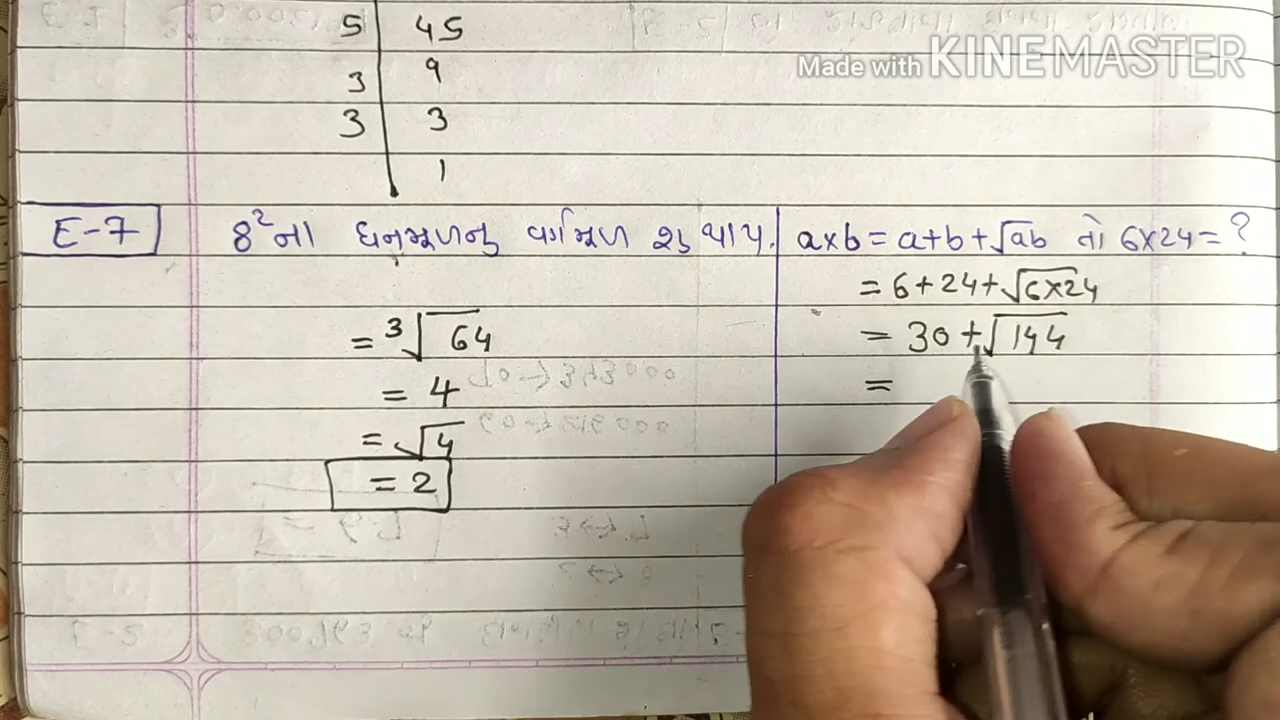 5 | 45
3 | 9
3 | 3
1
Made with KINEMASTER
E-7
8²ના ઘનમૂળનુ વર્ગમૂળ શુ થાય.
= ³√64
= 4
= √4
= 2
a×b = a+b+√ab તો 6×24 = ?
= 6+24+√6×24
= 30+√144
=